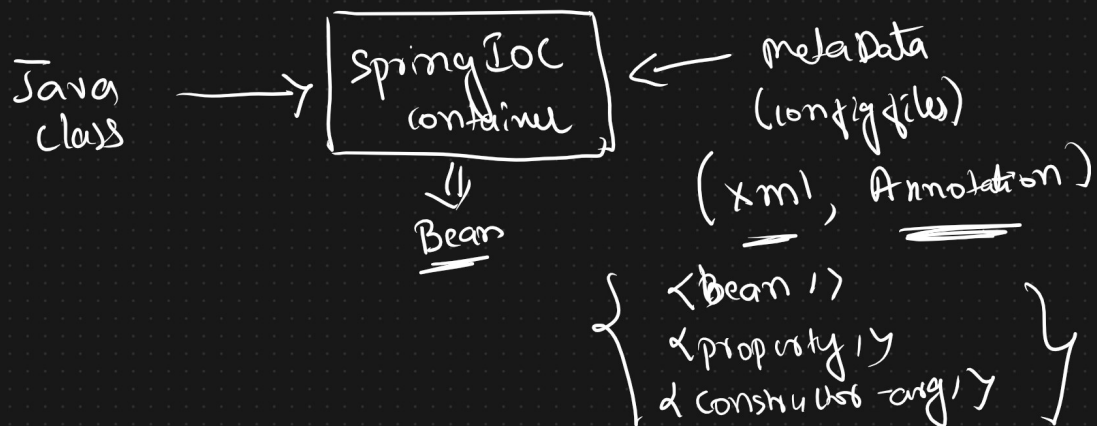 Java
class
Spring IOC
container
Bean
metaData
(config files)
(xml, Annotation)
<Bean />
<property />
<constructor-arg />